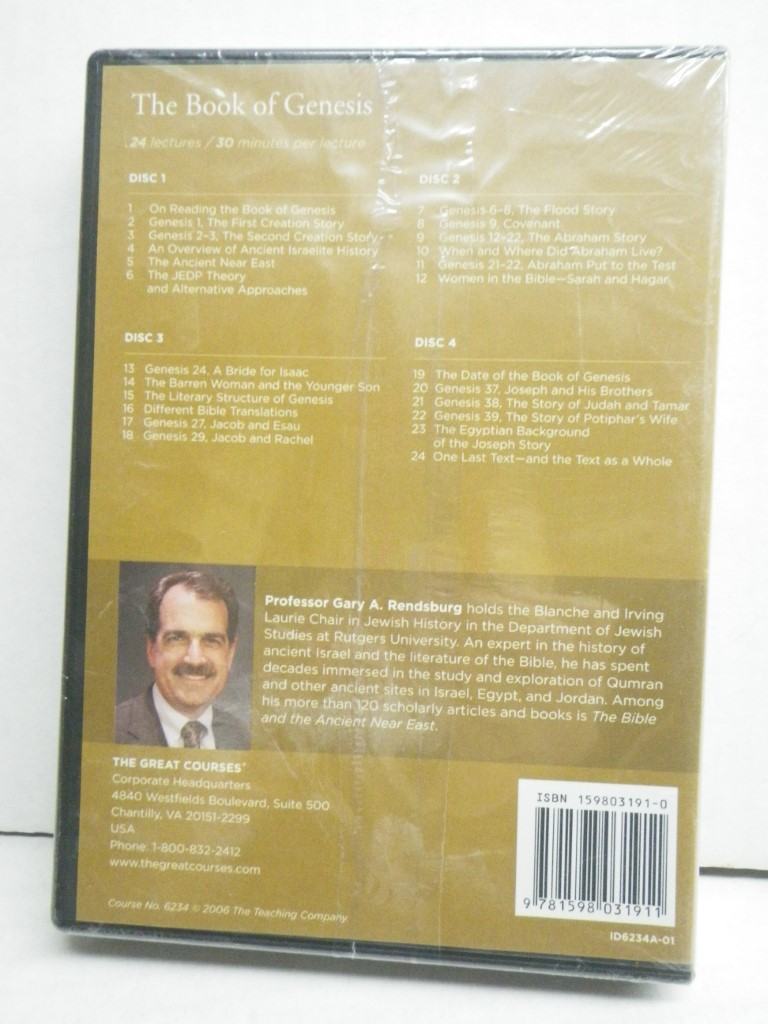 The Book of Genesis
24 lectures / 30 minutes per lecture
DISC 1
1 On Reading the Book of Genesis
2 Genesis 1, The First Creation Story
3 Genesis 2–3, The Second Creation Story
4 An Overview of Ancient Israelite History
5 The Ancient Near East
6 The JEDP Theory
and Alternative Approaches
DISC 2
7 Genesis 6–8, The Flood Story
8 Genesis 9, Covenant
9 Genesis 12–22, The Abraham Story
10 When and Where Did Abraham Live?
11 Genesis 21–22, Abraham Put to the Test
12 Women in the Bible—Sarah and Hagar
DISC 3
13 Genesis 24, A Bride for Isaac
14 The Barren Woman and the Younger Son
15 The Literary Structure of Genesis
16 Different Bible Translations
17 Genesis 27, Jacob and Esau
18 Genesis 29, Jacob and Rachel
DISC 4
19 The Date of the Book of Genesis
20 Genesis 37, Joseph and His Brothers
21 Genesis 38, The Story of Judah and Tamar
22 Genesis 39, The Story of Potiphar's Wife
23 The Egyptian Background
of the Joseph Story
24 One Last Text—and the Text as a Whole
Professor Gary A. Rendsburg holds the Blanche and Irving
Laurie Chair in Jewish History in the Department of Jewish
Studies at Rutgers University. An expert in the history of
ancient Israel and the literature of the Bible, he has spent
decades immersed in the study and exploration of Qumran
and other ancient sites in Israel, Egypt, and Jordan. Among
his more than 120 scholarly articles and books is The Bible
and the Ancient Near East.
THE GREAT COURSES®
Corporate Headquarters
4840 Westfields Boulevard, Suite 500
Chantilly, VA 20151-2299
USA
Phone: 1-800-832-2412
www.thegreatcourses.com
Course No. 6234 © 2006 The Teaching Company
ISBN 159803191-0
9 781598 031911
ID6234A-01